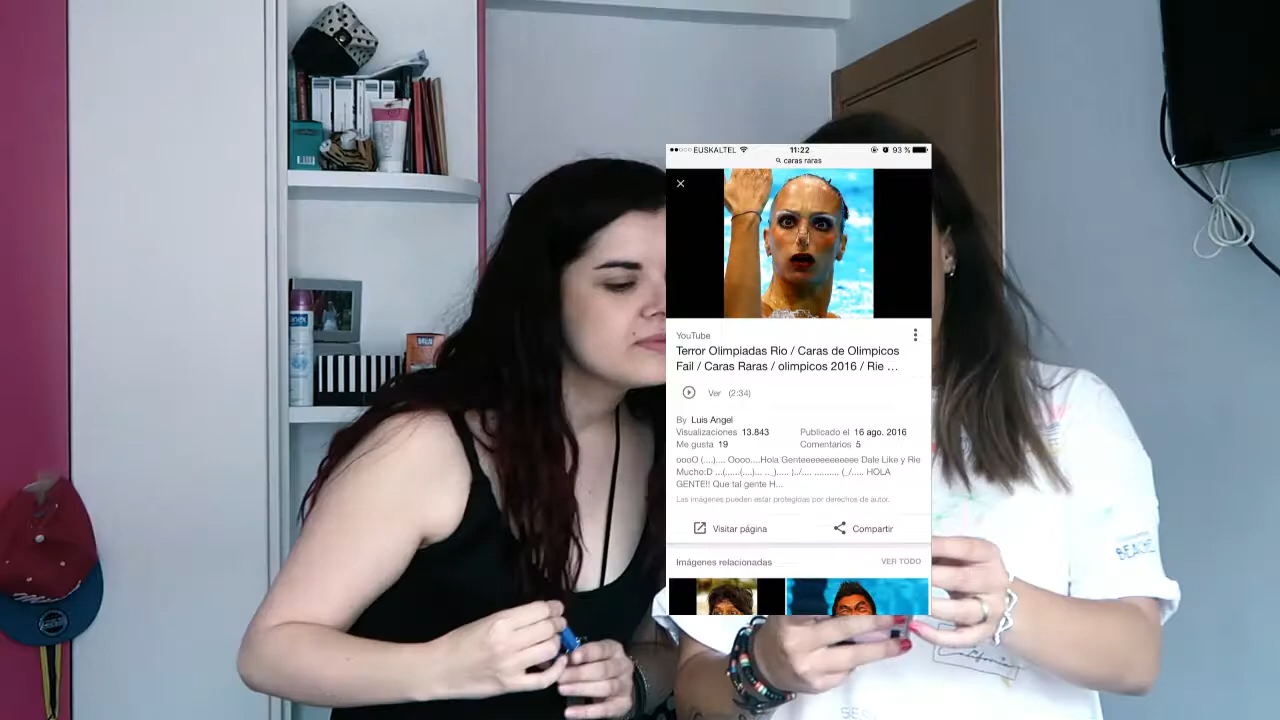 ●●○○○ EUSKALTEL 11:22 93 %
caras raras
YouTube
Terror Olimpiadas Rio / Caras de Olimpicos
Fail / Caras Raras / olimpicos 2016 / Rie ...
Ver (2:34)
By Luis Angel
Visualizaciones 13.843 Publicado el 16 ago. 2016
Me gusta 19 Comentarios 5
oooO (....).... Oooo....Hola Genteeeeeeeeeeee Dale Like y Rie
Mucho:D ...(......(....)... .._)..... )../.... .......... (_/..... HOLA
GENTE!! Que tal gente H...
Las imágenes pueden estar protegidas por derechos de autor.
Visitar página Compartir
Imágenes relacionadas VER TODO
BEACHE
California